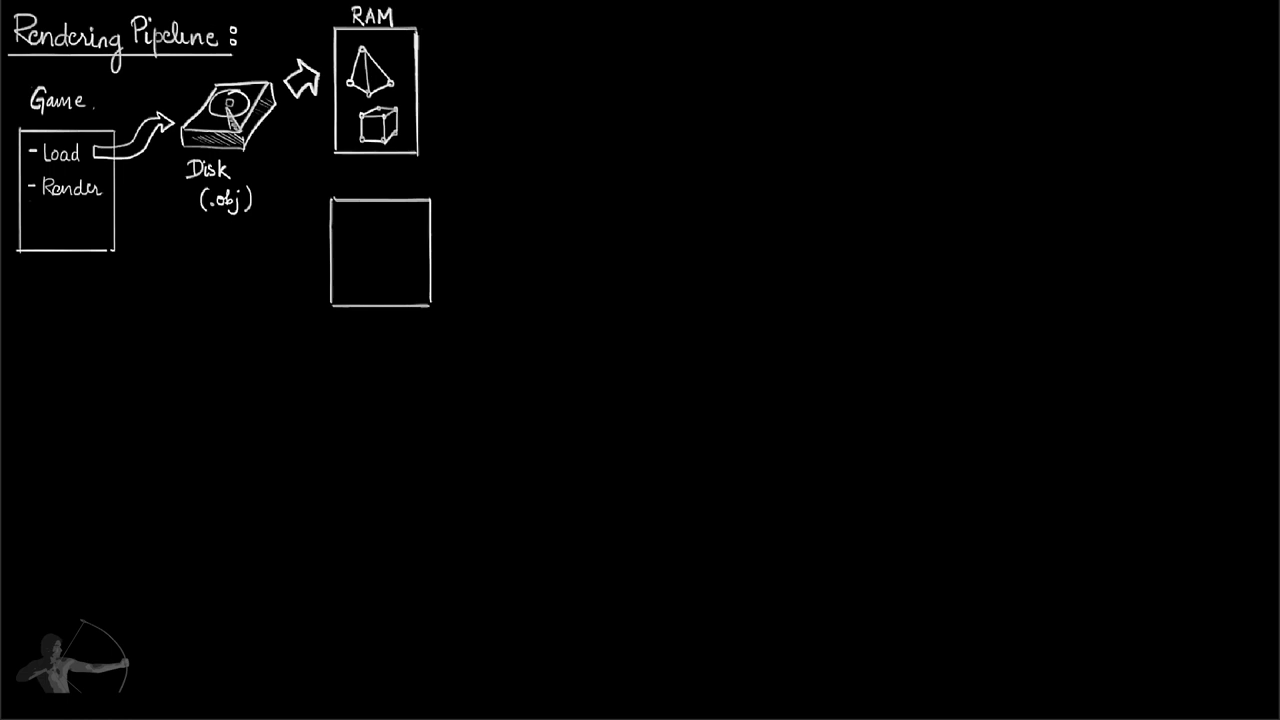 Rendering Pipeline:
RAM
Game.
- Load
- Render
Disk
(.obj)